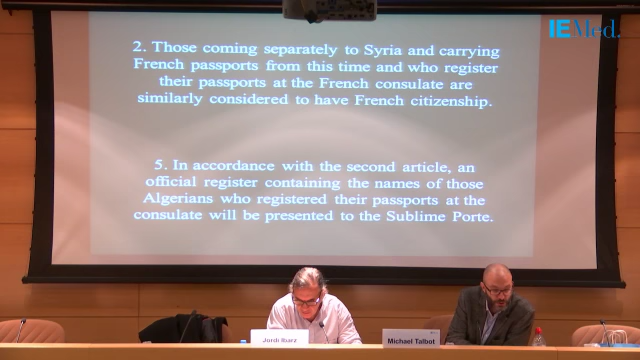 IEMed.
2. Those coming separately to Syria and carrying
French passports from this time and who register
their passports at the French consulate are
similarly considered to have French citizenship.
5. In accordance with the second article, an
official register containing the names of those
Algerians who registered their passports at the
consulate will be presented to the Sublime Porte.
Jordi Ibarz
Michael Talbot